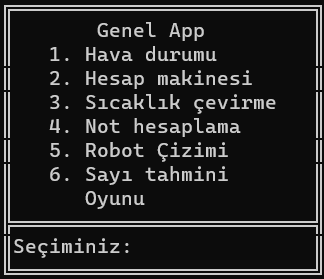 Genel App
1. Hava durumu
2. Hesap makinesi
3. Sıcaklık çevirme
4. Not hesaplama
5. Robot Çizimi
6. Sayı tahmini
Oyunu
Seçiminiz: